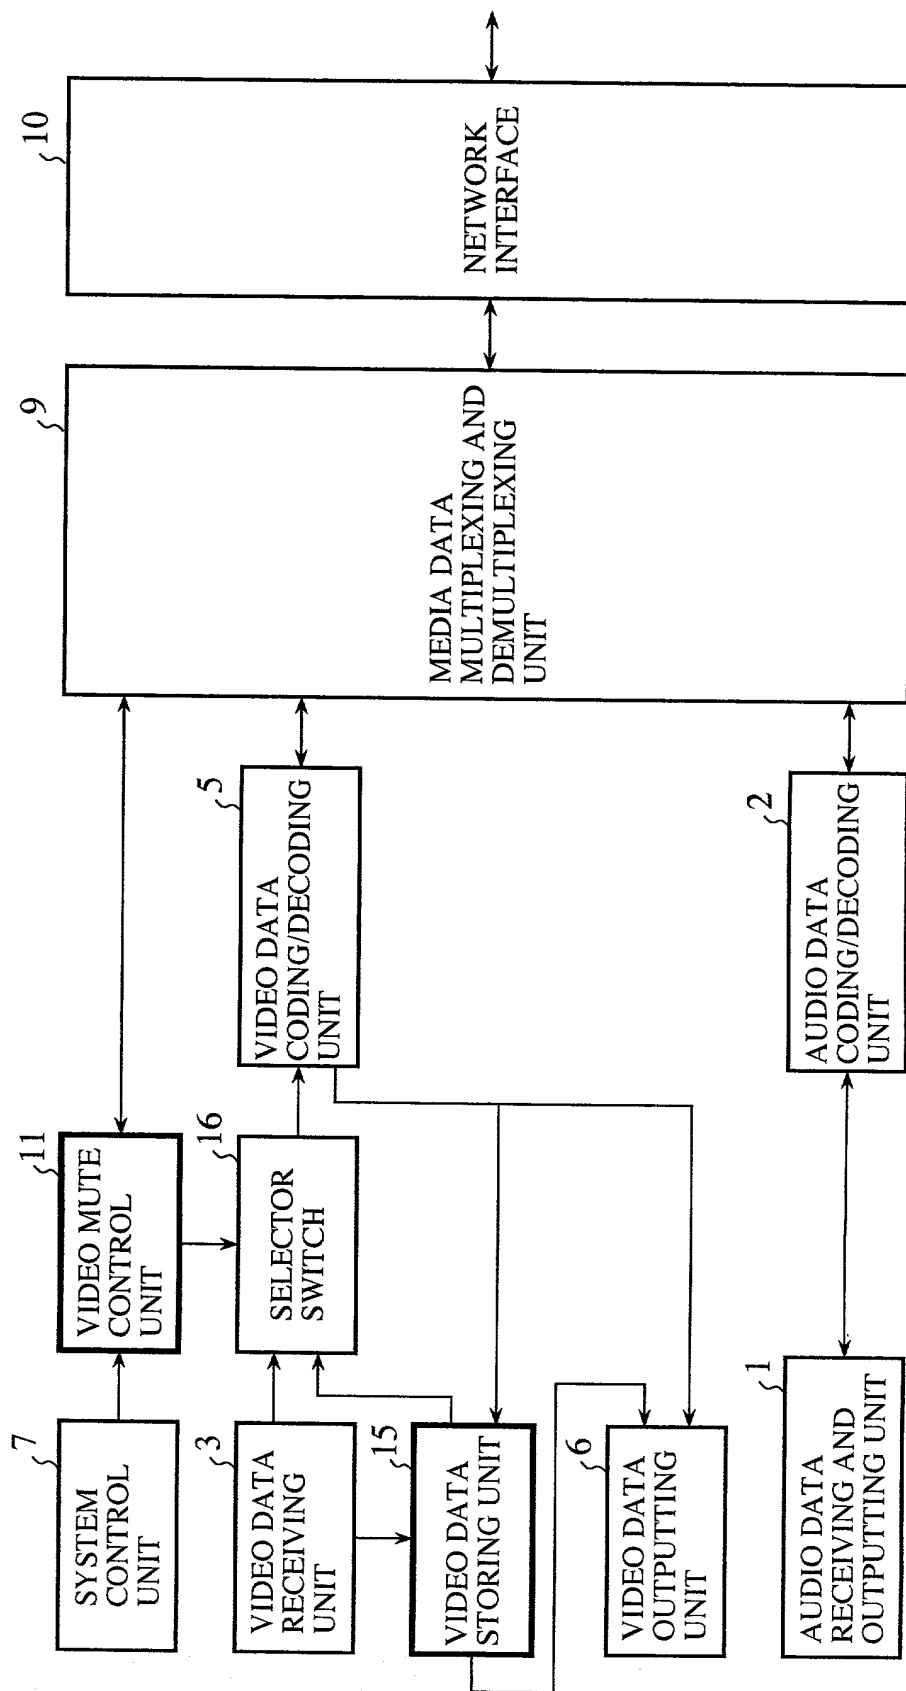 7
SYSTEM
CONTROL
UNIT
11
VIDEO MUTE
CONTROL
UNIT
3
VIDEO DATA
RECEIVING
UNIT
16
SELECTOR
SWITCH
5
VIDEO DATA
CODING/DECODING
UNIT
15
VIDEO DATA
STORING UNIT
6
VIDEO DATA
OUTPUTTING
UNIT
1
AUDIO DATA
RECEIVING AND
OUTPUTTING UNIT
2
AUDIO DATA
CODING/DECODING
UNIT
9
MEDIA DATA
MULTIPLEXING AND
DEMULTIPLEXING
UNIT
10
NETWORK
INTERFACE